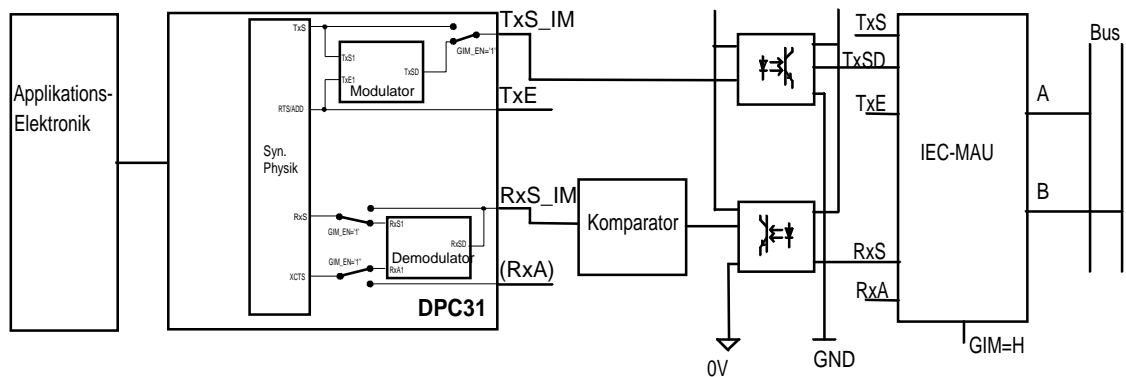 Applikations-
Elektronik
Syn.
Physik
TxS
RTS/ADD
RxS
XCTS
TxS1
TxSD
TxE1
Modulator
GIM_EN='1'
TxS_IM
TxE
GIM_EN='1'
RxS1
RxSD
Demodulator
GIM_EN='1"
RxA1
RxS_IM
(RxA)
DPC31
Komparator
0V
GND
TxS
TxSD
TxE
RxS
RxA
IEC-MAU
GIM=H
A
B
Bus